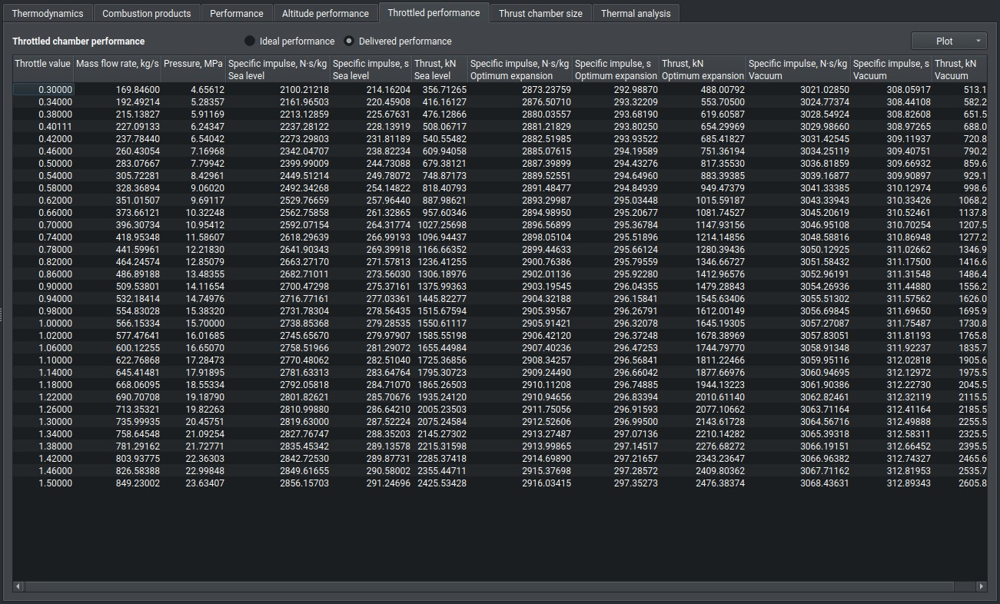 Thermodynamics Combustion products Performance Altitude performance Throttled performance Thrust chamber size Thermal analysis
Throttled chamber performance Ideal performance Delivered performance Plot
Throttle value Mass flow rate, kg/s Pressure, MPa Specific impulse, N·s/kg Specific impulse, s Thrust, kN Specific impulse, N·s/kg Specific impulse, s Thrust, kN Specific impulse, N·s/kg Specific impulse, s Thrust, kN
Sea level Sea level Sea level Optimum expansion Optimum expansion Optimum expansion Vacuum Vacuum Vacuum
0.30000 169.84600 4.65612 2100.21218 214.16204 356.71265 2873.23759 292.98870 488.00792 3021.02850 308.05917 513.1
0.34000 192.49214 5.28357 2161.96503 220.45908 416.16127 2876.50710 293.32209 553.70500 3024.77374 308.44108 582.2
0.38000 215.13827 5.91169 2213.12859 225.67631 476.12866 2880.03557 293.68190 619.60587 3028.54924 308.82608 651.5
0.40111 227.09133 6.24347 2237.28122 228.13919 508.06717 2881.21829 293.80250 654.29969 3029.98660 308.97265 688.0
0.42000 237.78440 6.54042 2273.29803 231.81189 540.55482 2882.51985 293.93522 685.41827 3031.42545 309.11937 720.8
0.46000 260.43054 7.16968 2342.04707 238.82234 609.94058 2885.07615 294.19589 751.36194 3034.25119 309.40751 790.2
0.50000 283.07667 7.79942 2399.99009 244.73088 679.38121 2887.39899 294.43276 817.35530 3036.81859 309.66932 859.6
0.54000 305.72281 8.42961 2449.51214 249.78072 748.87173 2889.52551 294.64960 883.39385 3039.16877 309.90897 929.1
0.58000 328.36894 9.06020 2492.34268 254.14822 818.40793 2891.48477 294.84939 949.47379 3041.33385 310.12974 998.6
0.62000 351.01507 9.69117 2529.76659 257.96440 887.98621 2893.29987 295.03448 1015.59187 3043.33943 310.33426 1068.2
0.66000 373.66121 10.32248 2562.75858 261.32865 957.60346 2894.98950 295.20677 1081.74527 3045.20619 310.52461 1137.8
0.70000 396.30734 10.95412 2592.07154 264.31774 1027.25698 2896.56899 295.36784 1147.93156 3046.95108 310.70254 1207.5
0.74000 418.95348 11.58607 2618.29639 266.99193 1096.94437 2898.05104 295.51896 1214.14856 3048.58816 310.86948 1277.2
0.78000 441.59961 12.21830 2641.90343 269.39918 1166.66352 2899.44633 295.66124 1280.39436 3050.12925 311.02662 1346.9
0.82000 464.24574 12.85079 2663.27170 271.57813 1236.41255 2900.76386 295.79559 1346.66727 3051.58432 311.17500 1416.6
0.86000 486.89188 13.48355 2682.71011 273.56030 1306.18976 2902.01136 295.92280 1412.96576 3052.96191 311.31548 1486.4
0.90000 509.53801 14.11654 2700.47298 275.37161 1375.99363 2903.19545 296.04355 1479.28843 3054.26936 311.44880 1556.2
0.94000 532.18414 14.74976 2716.77161 277.03361 1445.82277 2904.32188 296.15841 1545.63406 3055.51302 311.57562 1626.0
0.98000 554.83028 15.38320 2731.78304 278.56435 1515.67594 2905.39567 296.26791 1612.00149 3056.69845 311.69650 1695.9
1.00000 566.15334 15.70000 2738.85368 279.28535 1550.61117 2905.91421 296.32078 1645.19305 3057.27087 311.75487 1730.8
1.02000 577.47641 16.01685 2745.65670 279.97907 1585.55198 2906.42120 296.37248 1678.38969 3057.83051 311.81193 1765.8
1.06000 600.12255 16.65070 2758.51966 281.29072 1655.44984 2907.40236 296.47253 1744.79770 3058.91348 311.92237 1835.7
1.10000 622.76868 17.28473 2770.48062 282.51040 1725.36856 2908.34257 296.56841 1811.22466 3059.95116 312.02818 1905.6
1.14000 645.41481 17.91895 2781.63313 283.64764 1795.30723 2909.24490 296.66042 1877.66976 3060.94695 312.12972 1975.5
1.18000 668.06095 18.55334 2792.05818 284.71070 1865.26503 2910.11208 296.74885 1944.13223 3061.90386 312.22730 2045.5
1.22000 690.70708 19.18790 2801.82621 285.70676 1935.24120 2910.94656 296.83394 2010.61140 3062.82461 312.32119 2115.5
1.26000 713.35321 19.82263 2810.99880 286.64210 2005.23503 2911.75056 296.91593 2077.10662 3063.71164 312.41164 2185.5
1.30000 735.99935 20.45751 2819.63000 287.52224 2075.24584 2912.52606 296.99500 2143.61728 3064.56716 312.49888 2255.5
1.34000 758.64548 21.09254 2827.76747 288.35203 2145.27302 2913.27487 297.07136 2210.14282 3065.39318 312.58311 2325.5
1.38000 781.29162 21.72771 2835.45342 289.13578 2215.31598 2913.99865 297.14517 2276.68272 3066.19151 312.66452 2395.5
1.42000 803.93775 22.36303 2842.72530 289.87731 2285.37418 2914.69890 297.21657 2343.23647 3066.96382 312.74327 2465.6
1.46000 826.58388 22.99848 2849.61655 290.58002 2355.44711 2915.37698 297.28572 2409.80362 3067.71162 312.81953 2535.7
1.50000 849.23002 23.63407 2856.15703 291.24696 2425.53428 2916.03415 297.35273 2476.38374 3068.43631 312.89343 2605.8